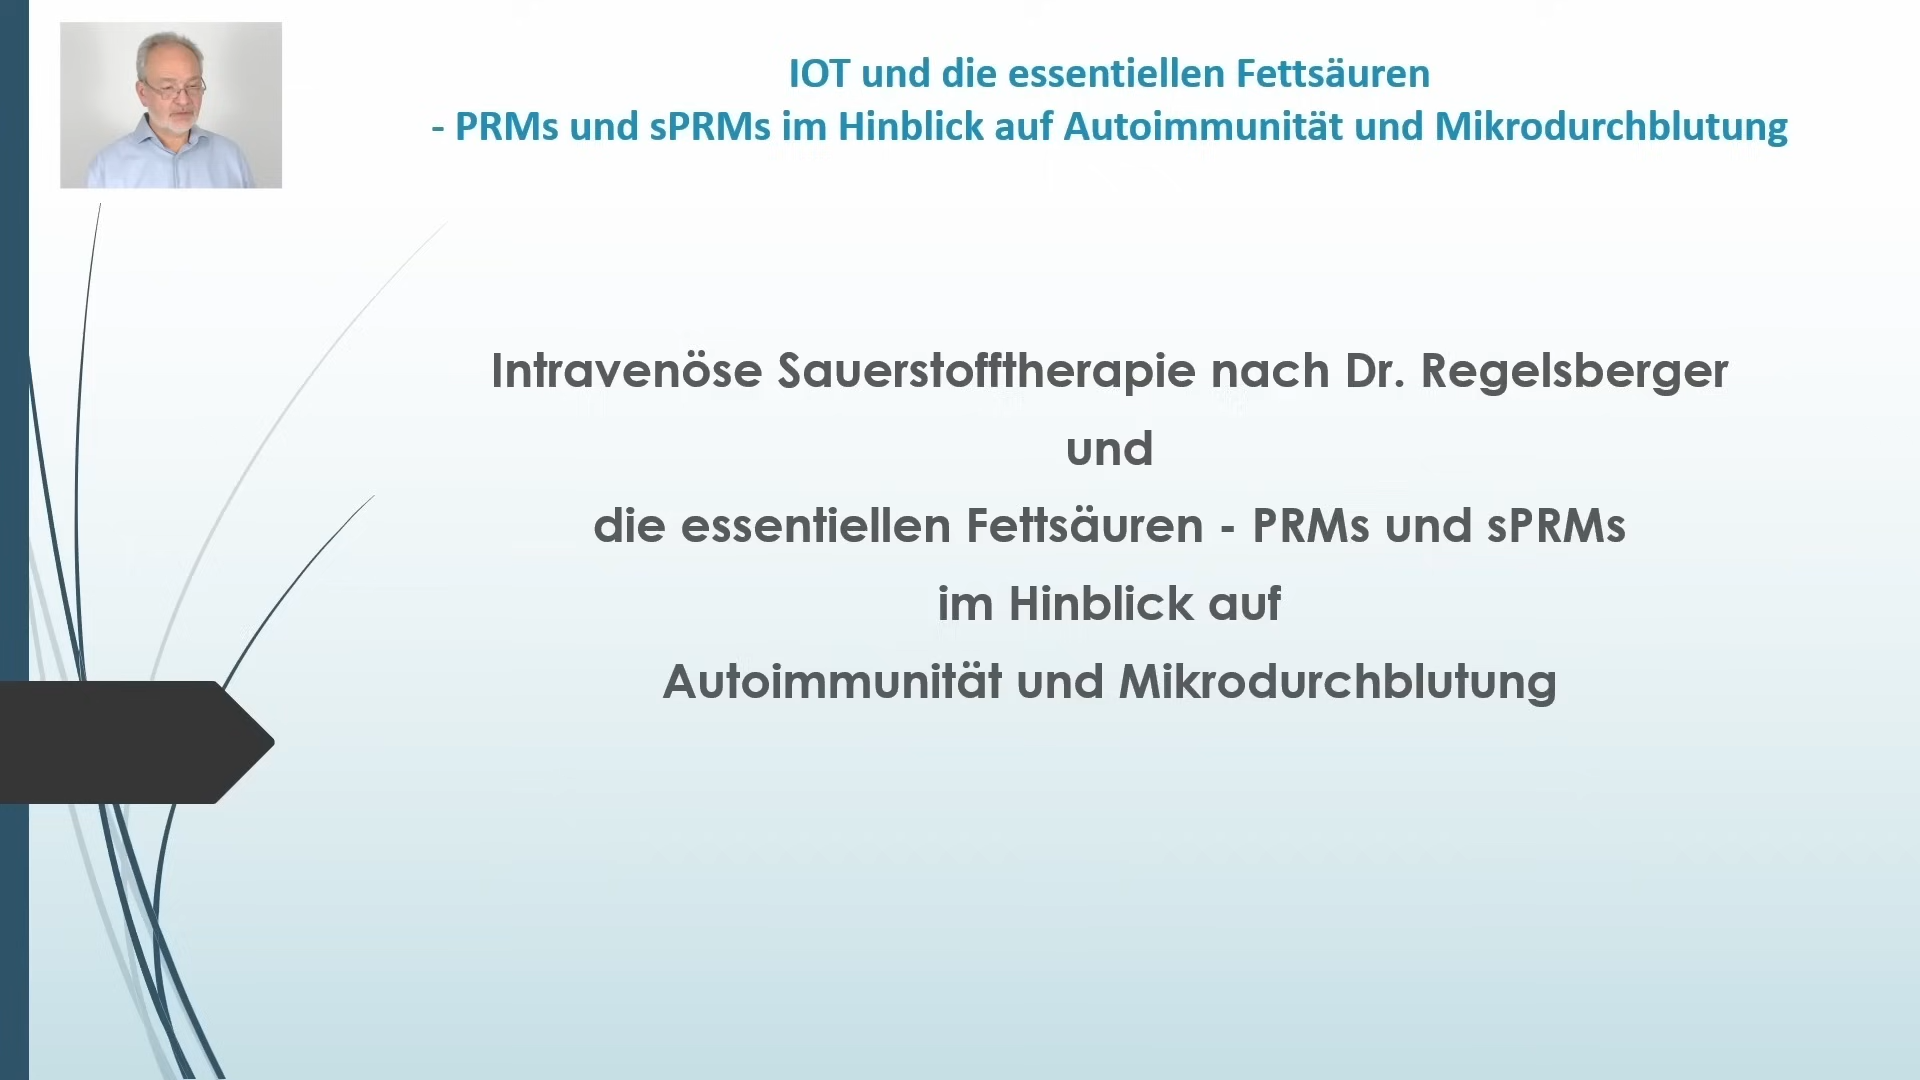 IOT und die essentiellen Fettsäuren
- PRMs und sPRMs im Hinblick auf Autoimmunität und Mikrodurchblutung
Intravenöse Sauerstofftherapie nach Dr. Regelsberger
und
die essentiellen Fettsäuren - PRMs und sPRMs
im Hinblick auf
Autoimmunität und Mikrodurchblutung